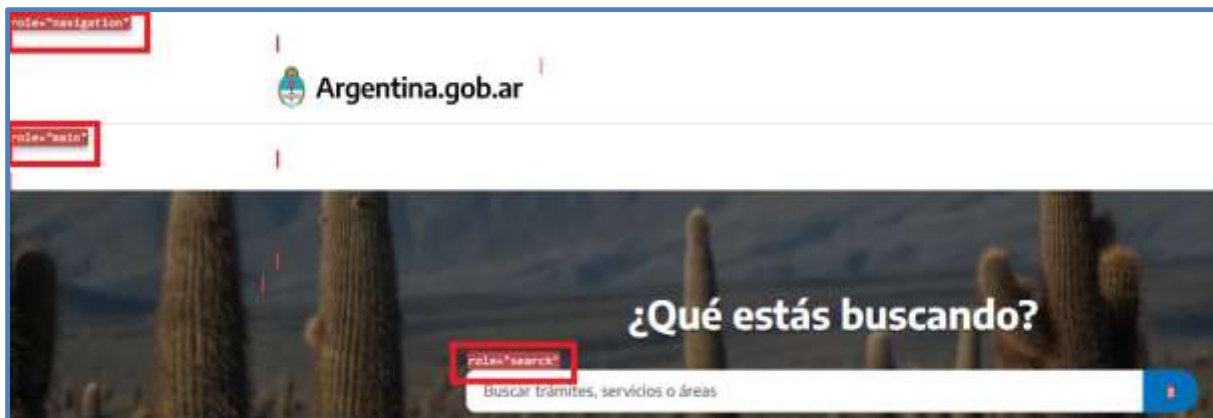 role="navigation"
Argentina.gob.ar
role="main"
¿Qué estás buscando?
role="search"
Buscar trámites, servicios o áreas